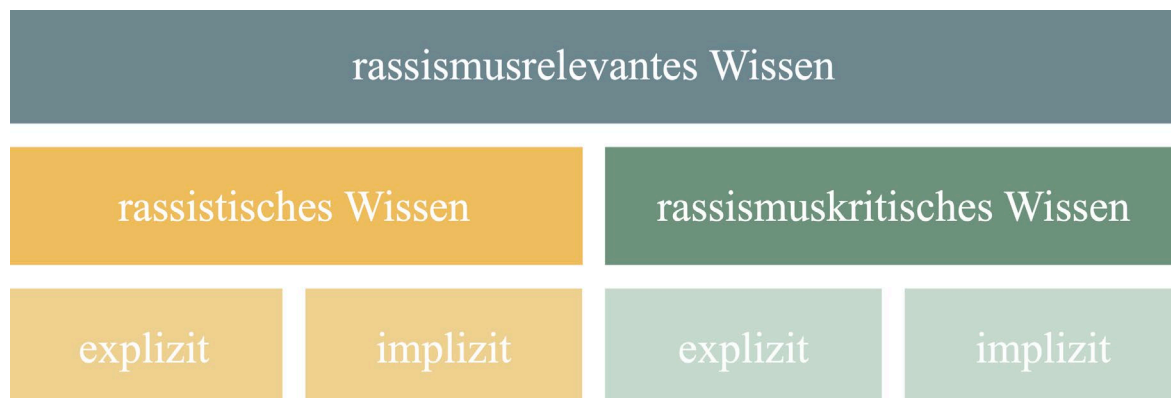 rassismusrelevantes Wissen
rassistisches Wissen
rassismuskritisches Wissen
explizit
implizit
explizit
implizit